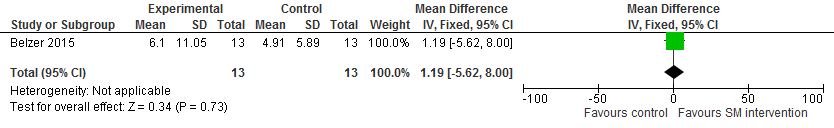 Experimental Control Mean Difference Mean Difference
Study or Subgroup Mean SD Total Mean SD Total Weight IV, Fixed, 95% CI IV, Fixed, 95% CI
Belzer 2015 6.1 11.05 13 4.91 5.89 13 100.0% 1.19 [-5.62, 8.00]
Total (95% CI) 13 13 100.0% 1.19 [-5.62, 8.00]
Heterogeneity: Not applicable
Test for overall effect: Z = 0.34 (P = 0.73)
-100 -50 0 50 100
Favours control Favours SM intervention